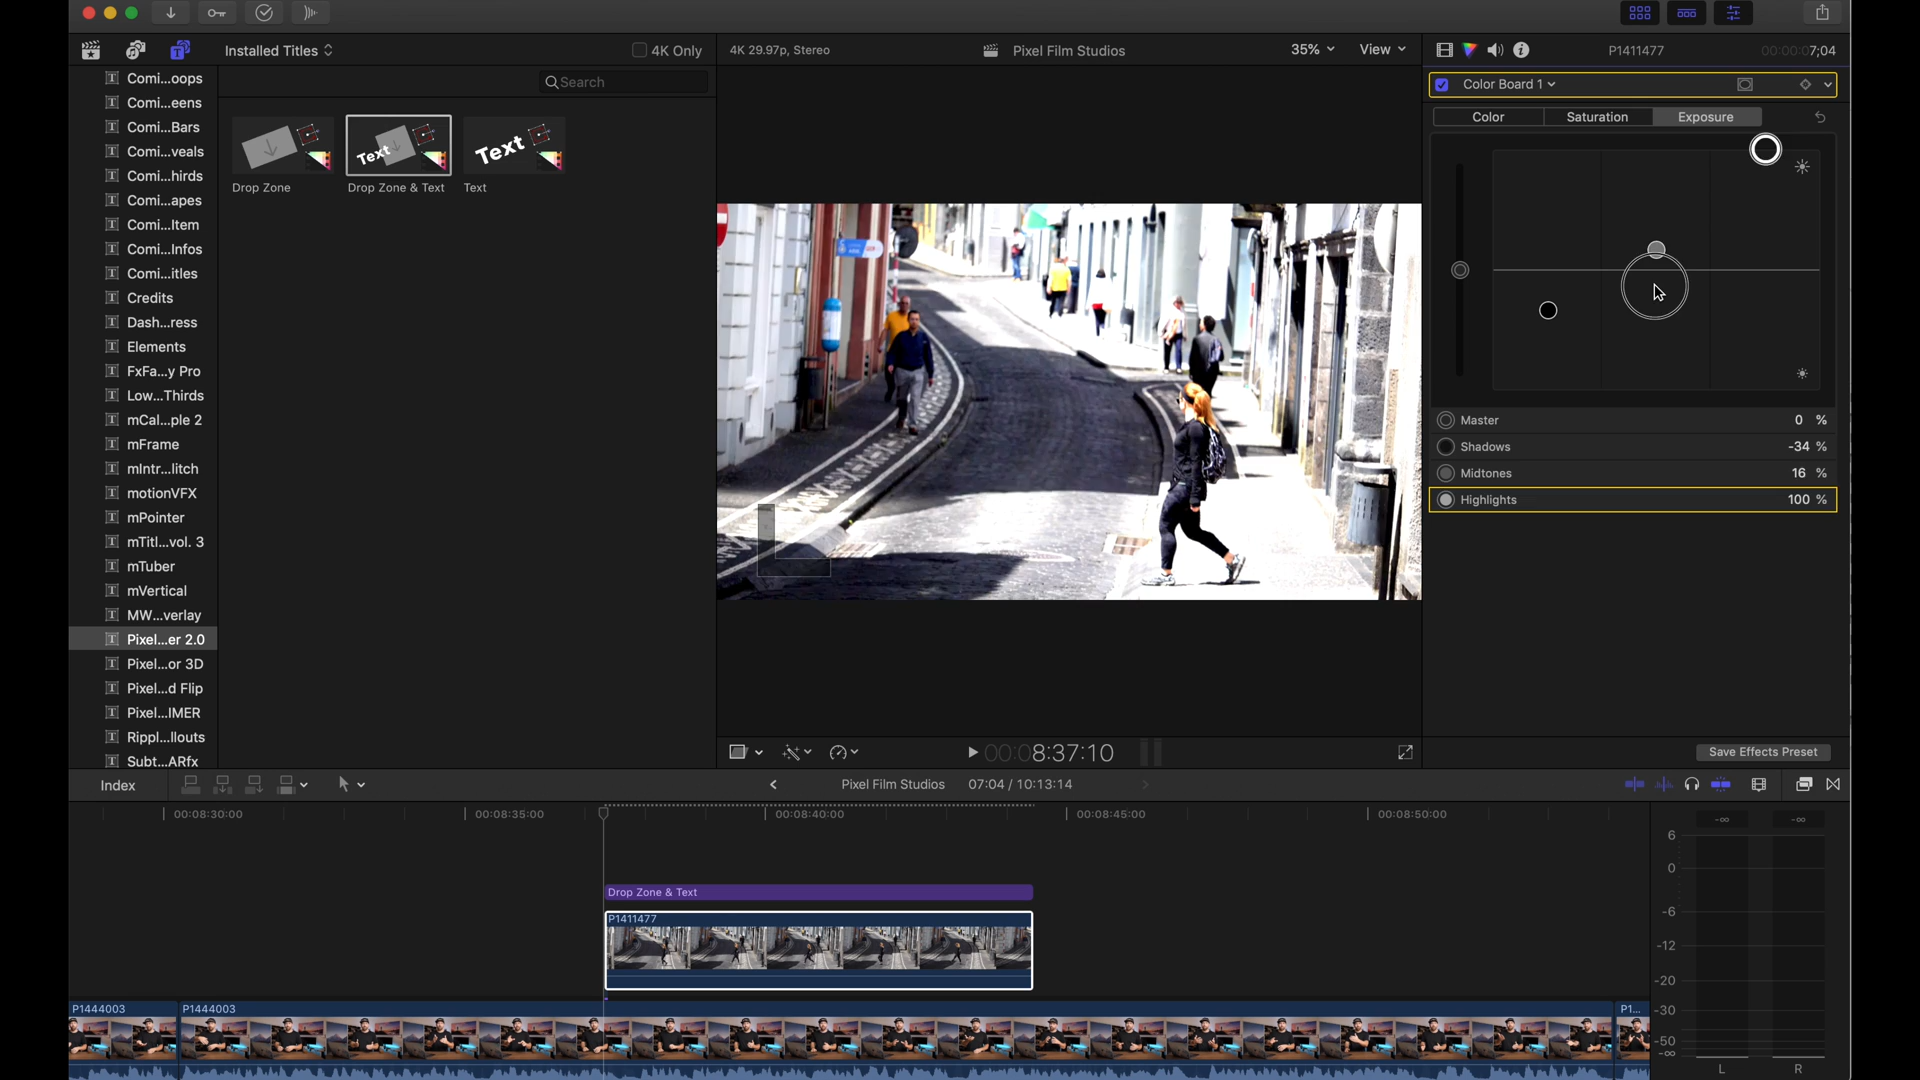 Installed Titles
4K Only
4K 29.97p, Stereo
Pixel Film Studios
35%
View
P1411477
00:00:07;04
Search
Color Board 1
Color
Saturation
Exposure
Comi...oops
Comi...eens
Comi...Bars
Comi...veals
Comi...hirds
Comi...apes
Comi...Item
Comi...Infos
Comi...itles
Credits
Dash...ress
Elements
FxFa...y Pro
Low...Thirds
mCal...ple 2
mFrame
mIntr...litch
motionVFX
mPointer
mTitl...vol. 3
mTuber
mVertical
MW...verlay
Pixel...er 2.0
Pixel...or 3D
Pixel...d Flip
Pixel...IMER
Rippl...llouts
Subt...ARfx
Text
Text
Drop Zone
Drop Zone & Text
Text
Master
0 %
Shadows
-34 %
Midtones
16 %
Highlights
100 %
00:08:37:10
Save Effects Preset
Index
Pixel Film Studios
07:04 / 10:13:14
00:08:30:00
00:08:35:00
00:08:40:00
00:08:45:00
00:08:50:00
Drop Zone & Text
P1411477
P1444003
P1444003
P1...
-∞
-∞
6
0
-6
-12
-20
-30
-50
-∞
L
R